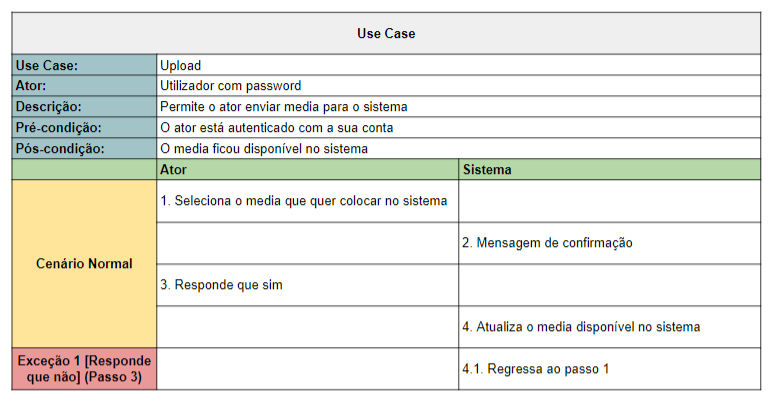 Use Case
Use Case: Upload
Ator: Utilizador com password
Descrição: Permite o ator enviar media para o sistema
Pré-condição: O ator está autenticado com a sua conta
Pós-condição: O media ficou disponível no sistema
Ator Sistema
Cenário Normal
1. Seleciona o media que quer colocar no sistema
2. Mensagem de confirmação
3. Responde que sim
4. Atualiza o media disponível no sistema
Exceção 1 [Responde
que não] (Passo 3)
4.1. Regressa ao passo 1